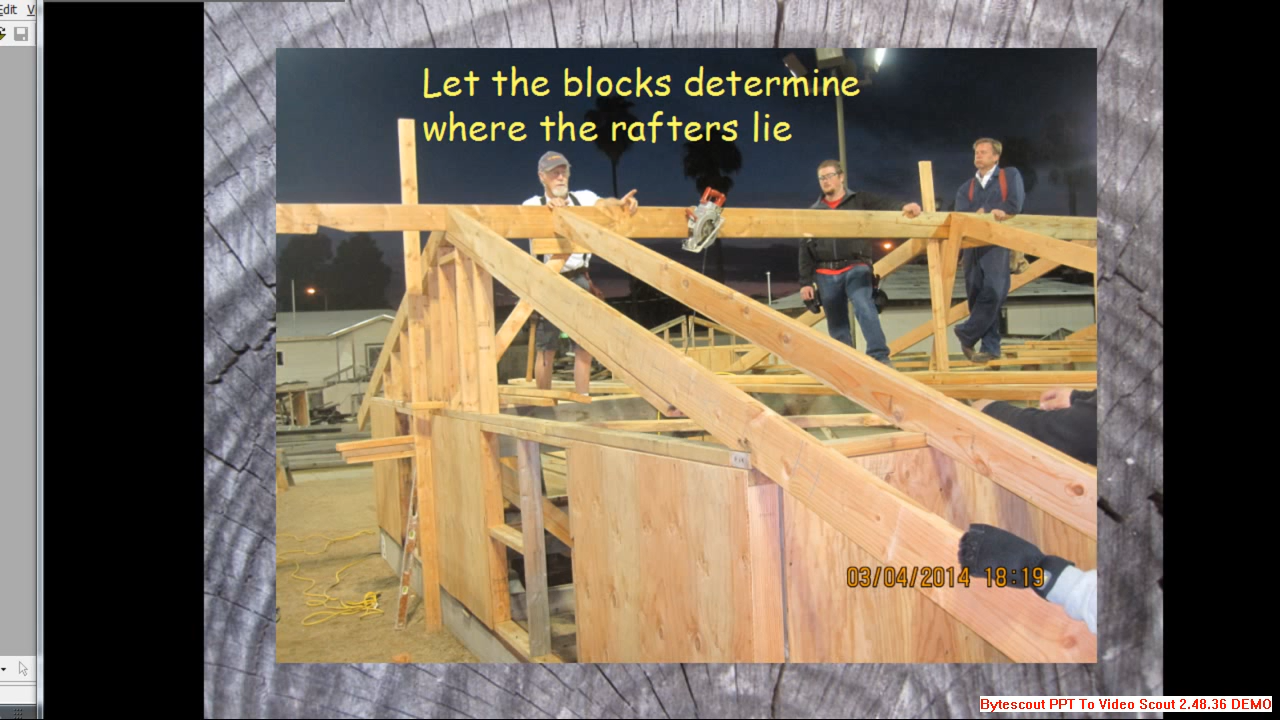 Edit
Let the blocks determine
where the rafters lie
03/04/2014 18:19
Bytescout PPT To Video Scout 2.48.36 DEMO